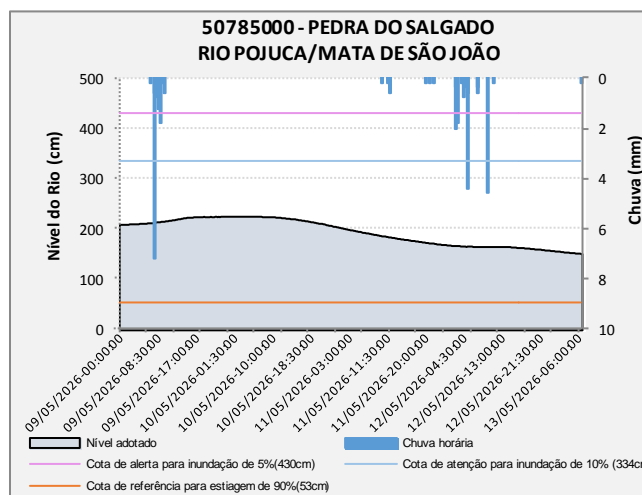 50785000 - PEDRA DO SALGADO
RIO POJUCA/MATA DE SÃO JOÃO
Nível do Rio (cm)
500
400
300
200
100
0
0
2
4
6
8
10
Chuva (mm)
09/05/2026-00:00:00
09/05/2026-08:30:00
09/05/2026-17:00:00
10/05/2026-01:30:00
10/05/2026-10:00:00
10/05/2026-18:30:00
11/05/2026-03:00:00
11/05/2026-11:30:00
11/05/2026-20:00:00
12/05/2026-04:30:00
12/05/2026-13:00:00
12/05/2026-21:30:00
13/05/2026-06:00:00
Nível adotado
Chuva horária
Cota de alerta para inundação de 5%(430cm)
Cota de atenção para inundação de 10% (334cm)
Cota de referência para estiagem de 90%(53cm)